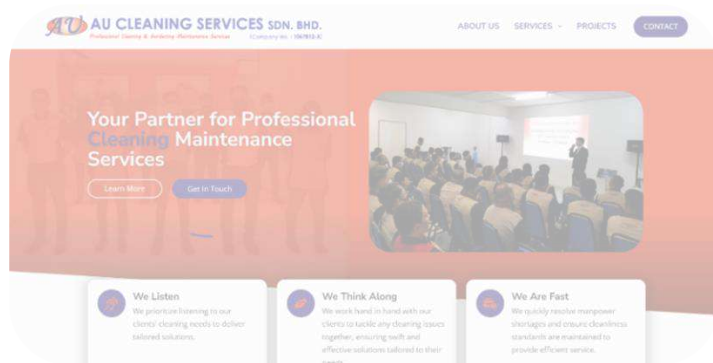 AU CLEANING SERVICES SDN. BHD.
Professional Cleaning & Janitorial Maintenance Services
(Company no. : 1067852-X)
ABOUT US SERVICES PROJECTS CONTACT
Your Partner for Professional
Cleaning Maintenance
Services
Learn More Get In Touch
We Listen
We prioritize listening to our
clients' cleaning needs to deliver
tailored solutions.
We Think Along
We work hand in hand with our
clients to tackle any cleaning issues
together, ensuring swift and
effective solutions tailored to their
needs.
We Are Fast
We quickly resolve manpower
shortages and ensure cleanliness
standards are maintained to
provide efficient service.